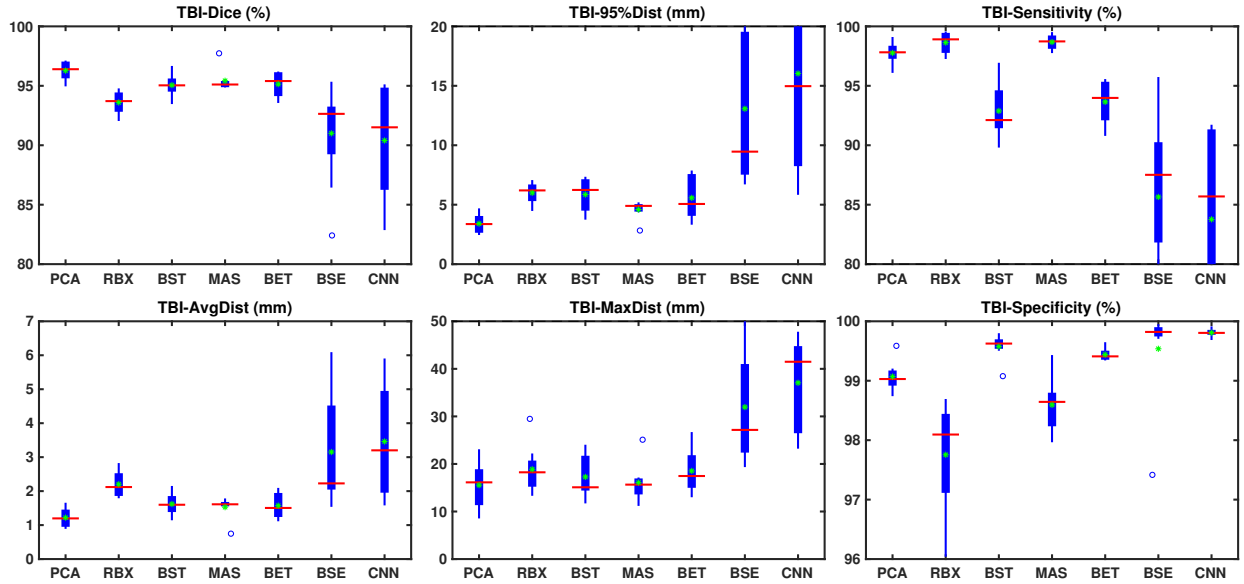 TBI-Dice (%)
100
95
90
85
80
PCA RBX BST MAS BET BSE CNN
TBI-95%Dist (mm)
20
15
10
5
0
PCA RBX BST MAS BET BSE CNN
TBI-Sensitivity (%)
100
95
90
85
80
PCA RBX BST MAS BET BSE CNN
TBI-AvgDist (mm)
7
6
5
4
3
2
1
0
PCA RBX BST MAS BET BSE CNN
TBI-MaxDist (mm)
50
40
30
20
10
0
PCA RBX BST MAS BET BSE CNN
TBI-Specificity (%)
100
99
98
97
96
PCA RBX BST MAS BET BSE CNN